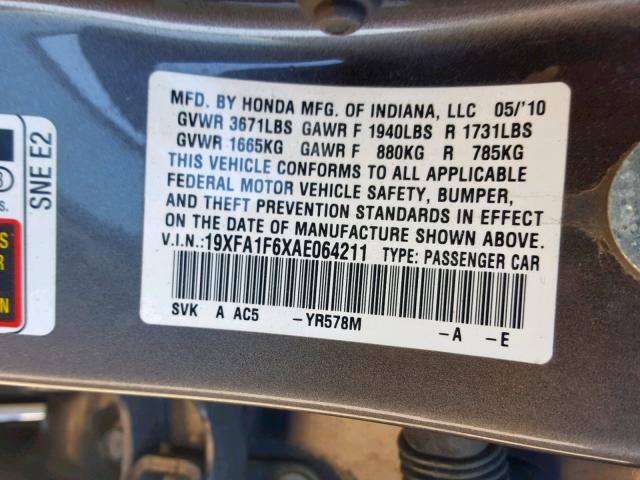 MFD. BY HONDA MFG. OF INDIANA, LLC 05/'10
GVWR 3671LBS GAWR F 1940LBS R 1731LBS
GVWR 1665KG GAWR F 880KG R 785KG
THIS VEHICLE CONFORMS TO ALL APPLICABLE
FEDERAL MOTOR VEHICLE SAFETY, BUMPER,
AND THEFT PREVENTION STANDARDS IN EFFECT
ON THE DATE OF MANUFACTURE SHOWN ABOVE.
V.I.N.:19XFA1F6XAE064211 TYPE: PASSENGER CAR
SVK A AC5 -YR578M -A -E
SNE E2